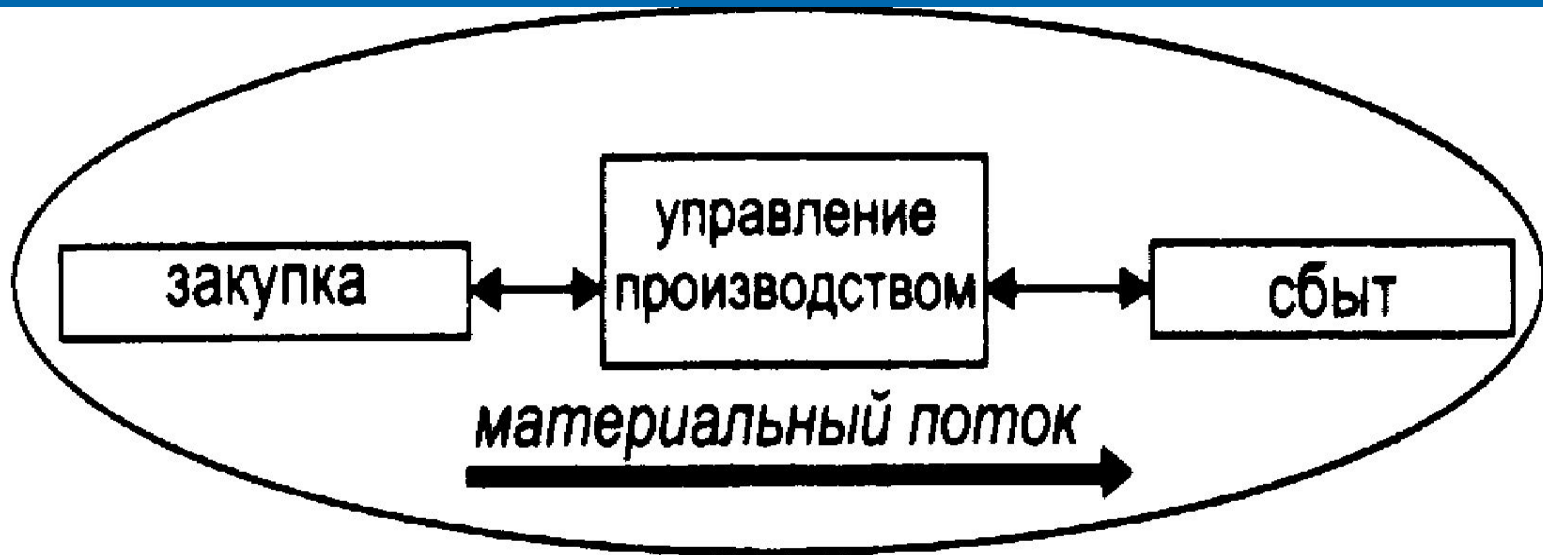 управление
закупка
производством
сбыт
материальный поток